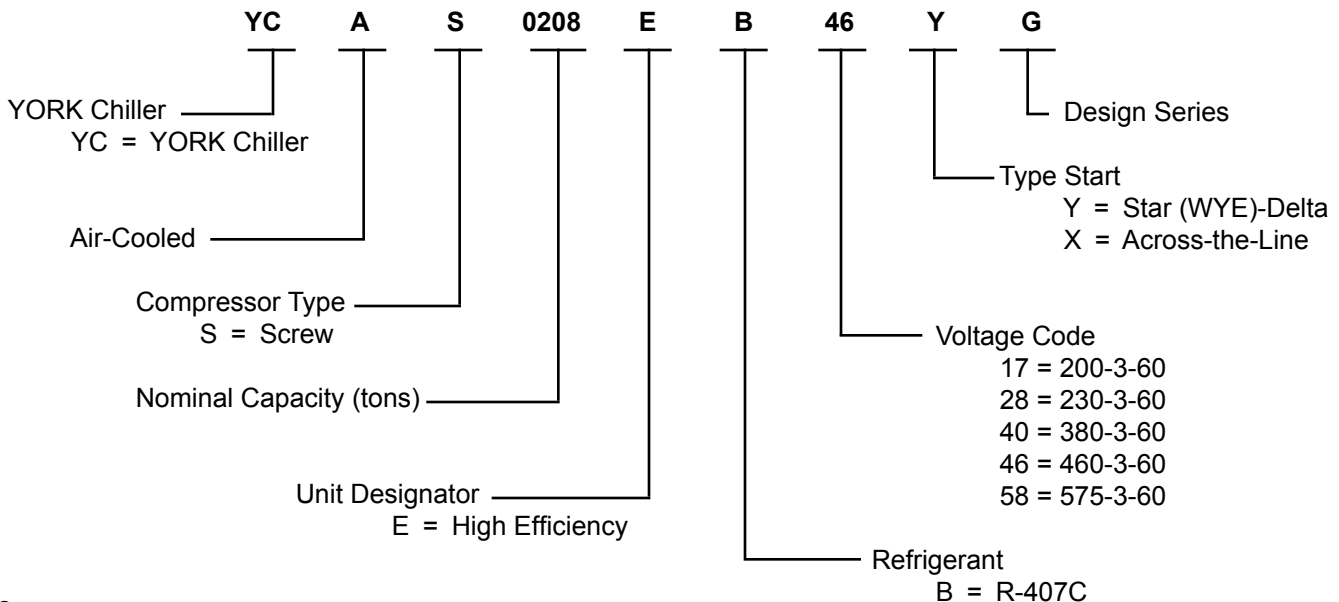 YC A S 0208 E B 46 Y G
YORK Chiller
YC = YORK Chiller
Design Series
Type Start
Y = Star (WYE)-Delta
X = Across-the-Line
Air-Cooled
Compressor Type
S = Screw
Voltage Code
17 = 200-3-60
28 = 230-3-60
40 = 380-3-60
46 = 460-3-60
58 = 575-3-60
Nominal Capacity (tons)
Unit Designator
E = High Efficiency
Refrigerant
B = R-407C